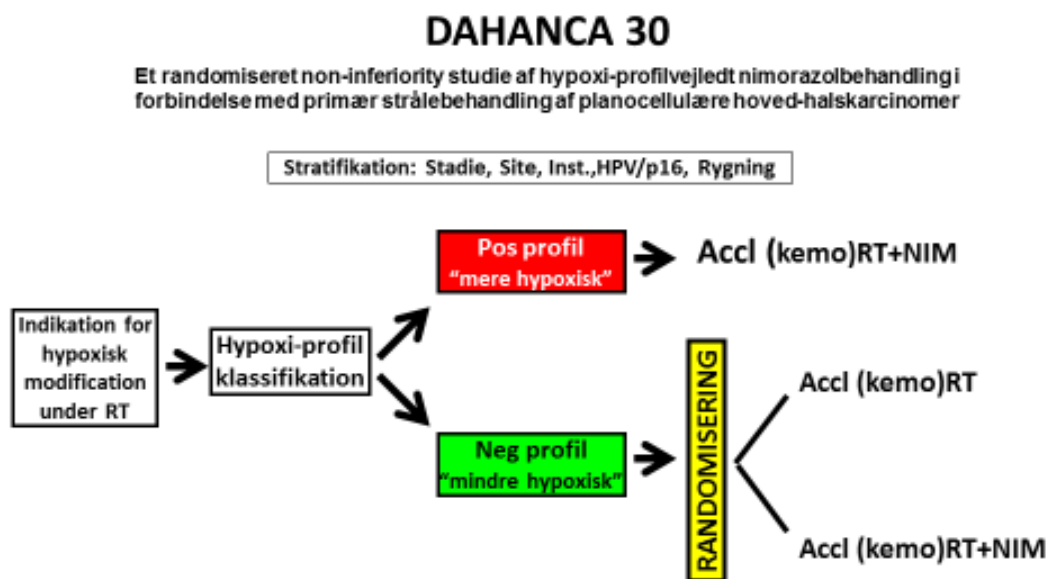 DAHANCA 30
Et randomiseret non-inferiority studie af hypoxi-profilvejledt nimorazolbehandling i
forbindelse med primær strålebehandling af planocellulære hoved-halskarcinomer
Stratifikation: Stadie, Site, Inst.,HPV/p16, Rygning
Indikation for
hypoxisk
modification
under RT
Hypoxi-profil
klassifikation
Pos profil
“mere hypoxisk”
Accl (kemo)RT+NIM
Neg profil
“mindre hypoxisk”
RANDOMISERING
Accl (kemo)RT
Accl (kemo)RT+NIM